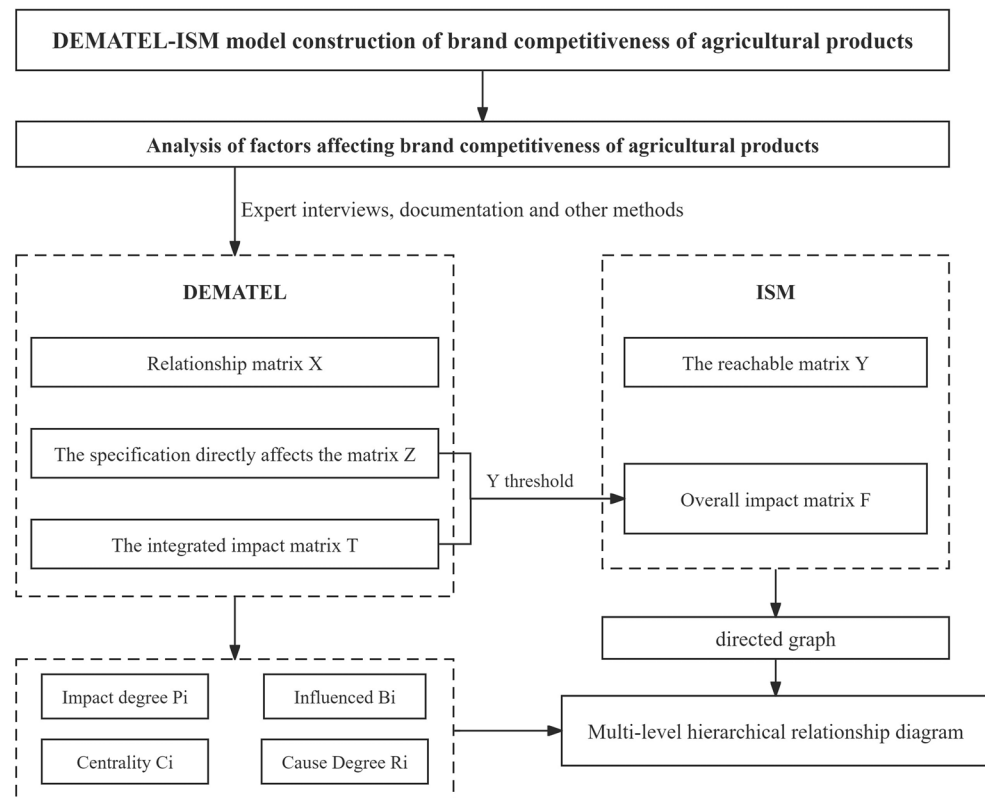 DEMATEL-ISM model construction of brand competitiveness of agricultural products
Analysis of factors affecting brand competitiveness of agricultural products
Expert interviews, documentation and other methods
DEMATEL
Relationship matrix X
The specification directly affects the matrix Z
The integrated impact matrix T
Y threshold
ISM
The reachable matrix Y
Overall impact matrix F
directed graph
Impact degree Pi
Influenced Bi
Centrality Ci
Cause Degree Ri
Multi-level hierarchical relationship diagram